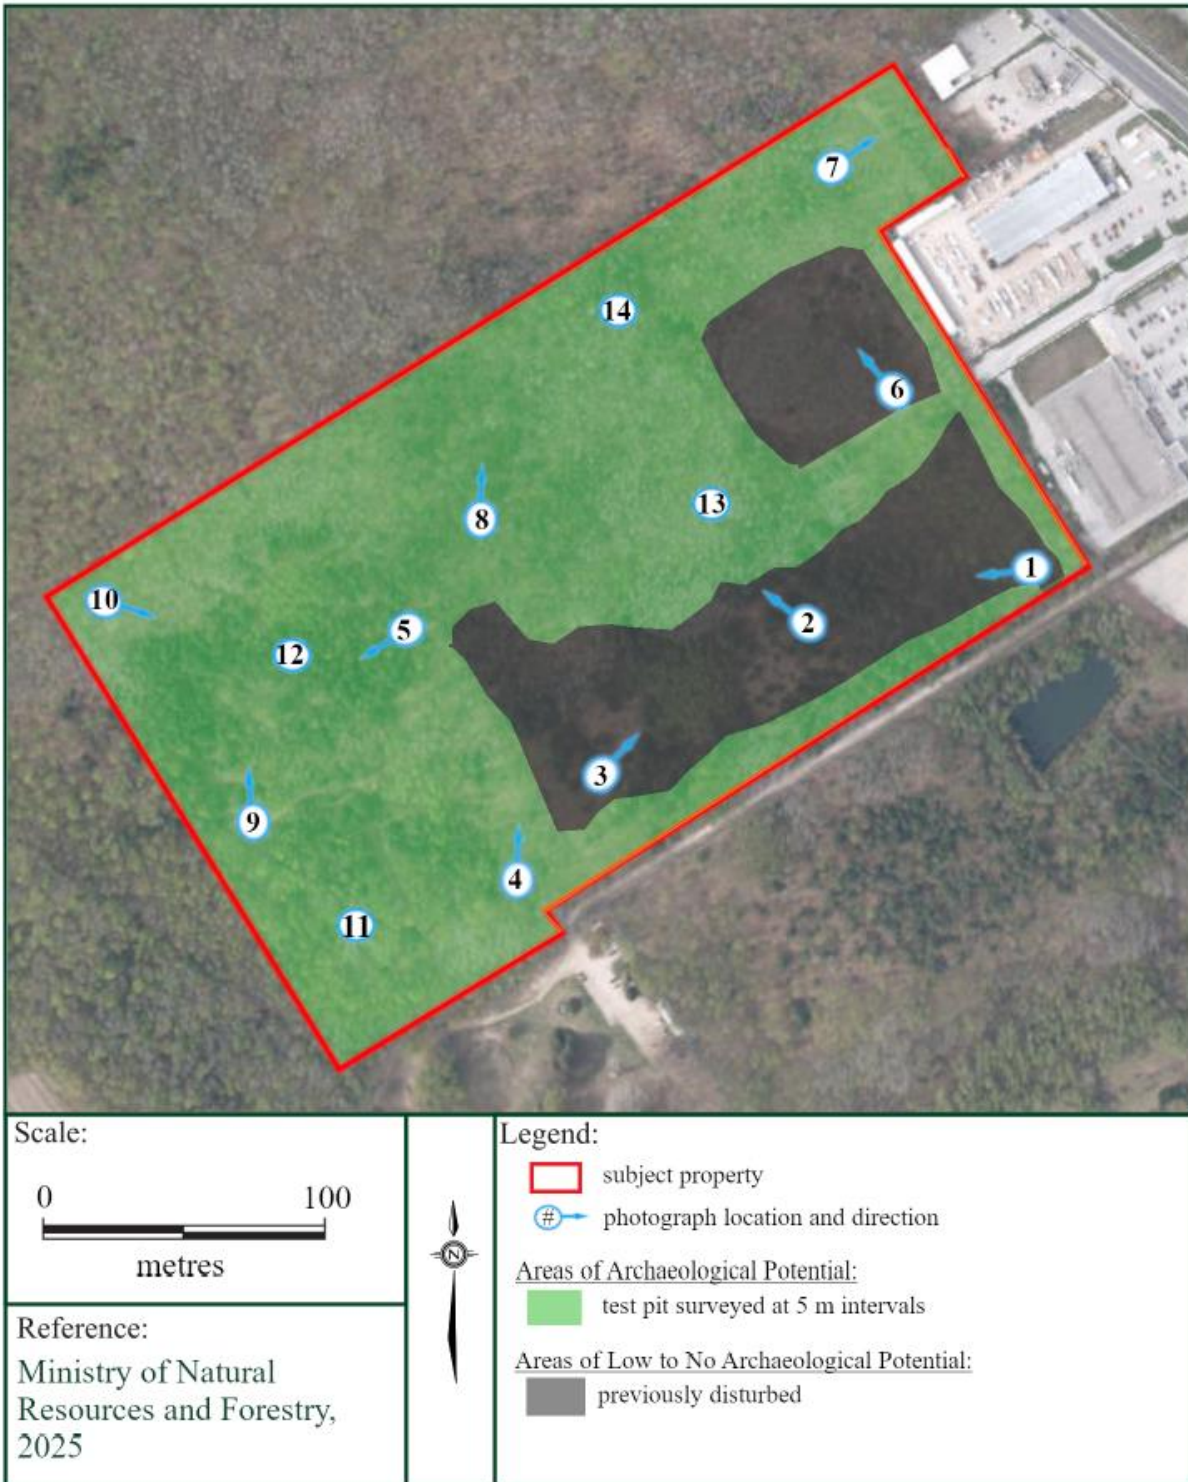 7
14
6
13
8
1
10
5
2
12
3
9
4
11
Scale:
0 100
metres
Reference:
Ministry of Natural
Resources and Forestry,
2025
N
Legend:
subject property
# photograph location and direction
Areas of Archaeological Potential:
test pit surveyed at 5 m intervals
Areas of Low to No Archaeological Potential:
previously disturbed